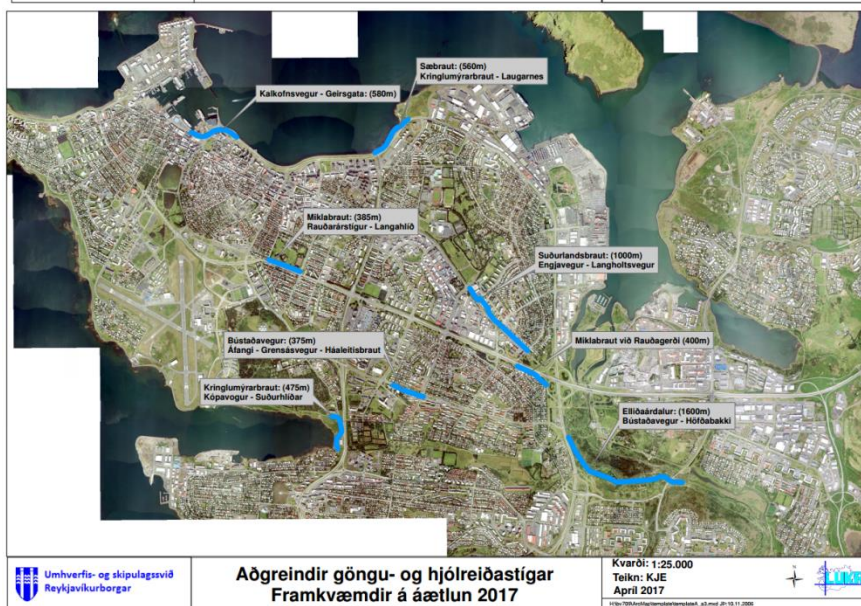 Sæbraut: (560m)
Kringlumýrarbraut - Laugarnes
Kalkofnsvegur - Geirsgata: (580m)
Miklabraut: (385m)
Rauðarárstígur - Langahlíð
Suðurlandsbraut: (1000m)
Engjavegur - Langholtsvegur
Bústaðavegur: (375m)
Áfangi - Grensásvegur - Háaleitisbraut
Miklabraut við Rauðagerði (400m)
Kringlumýrarbraut: (475m)
Kópavogur - Suðurhlíðar
Elliðaárdalur: (1600m)
Bústaðavegur - Höfðabakki
Umhverfis- og skipulagssvið
Reykjavíkurborgar
Aðgreindir göngu- og hjólreiðastígar
Framkvæmdir á áætlun 2017
Kvarði: 1:25.000
Teikn: KJE
Apríl 2017
LUKR